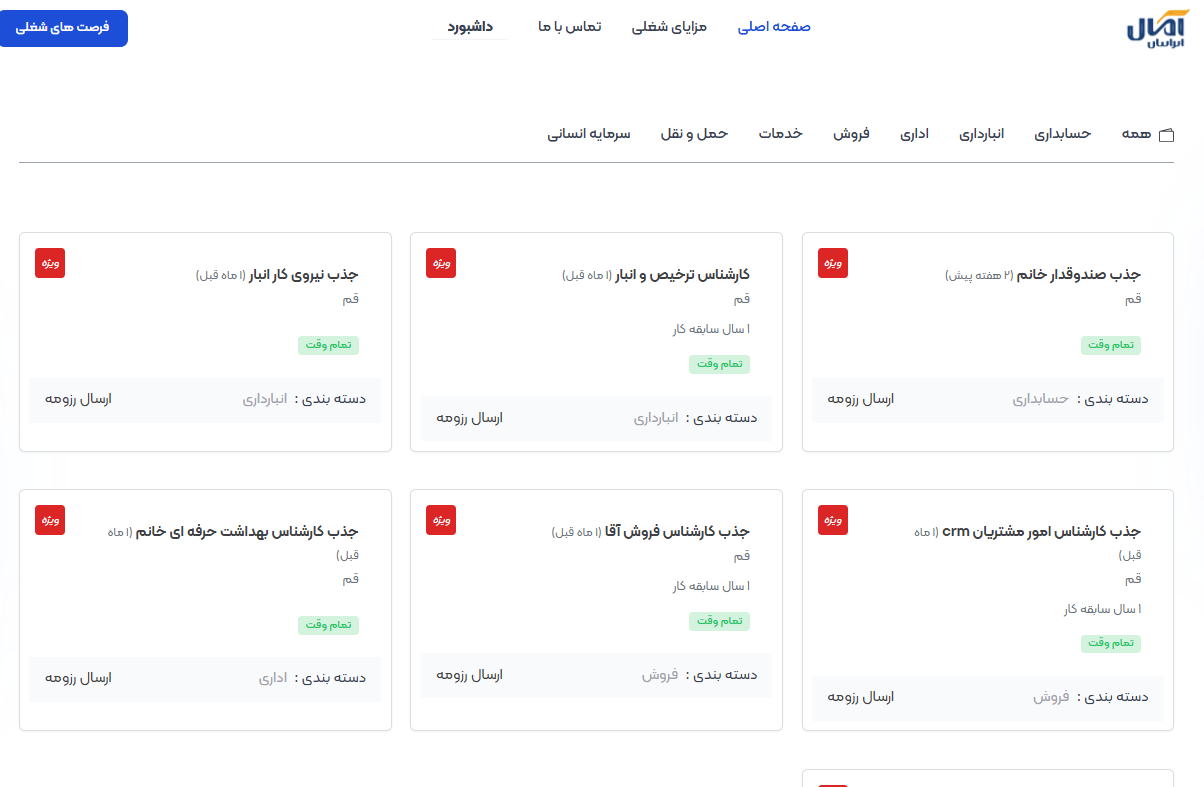 آمال
ایرانیان
صفحه اصلی
مزایای شغلی
تماس با ما
داشبورد
فرصت های شغلی
همه
حسابداری
انبارداری
اداری
فروش
خدمات
حمل و نقل
سرمایه انسانی
جذب صندوقدار خانم (۲ هفته پیش)
ویژه
قم
تمام وقت
دسته بندی : حسابداری
ارسال رزومه
کارشناس ترخیص و انبار (۱ ماه قبل)
ویژه
قم
۱ سال سابقه کار
تمام وقت
دسته بندی : انبارداری
ارسال رزومه
جذب نیروی کار انبار (۱ ماه قبل)
ویژه
قم
تمام وقت
دسته بندی : انبارداری
ارسال رزومه
جذب کارشناس امور مشتریان crm (۱ ماه
قبل)
ویژه
قم
۱ سال سابقه کار
تمام وقت
دسته بندی : فروش
ارسال رزومه
جذب کارشناس فروش آقا (۱ ماه قبل)
ویژه
قم
۱ سال سابقه کار
تمام وقت
دسته بندی : فروش
ارسال رزومه
جذب کارشناس بهداشت حرفه ای خانم (۱ ماه
قبل)
ویژه
قم
تمام وقت
دسته بندی : اداری
ارسال رزومه